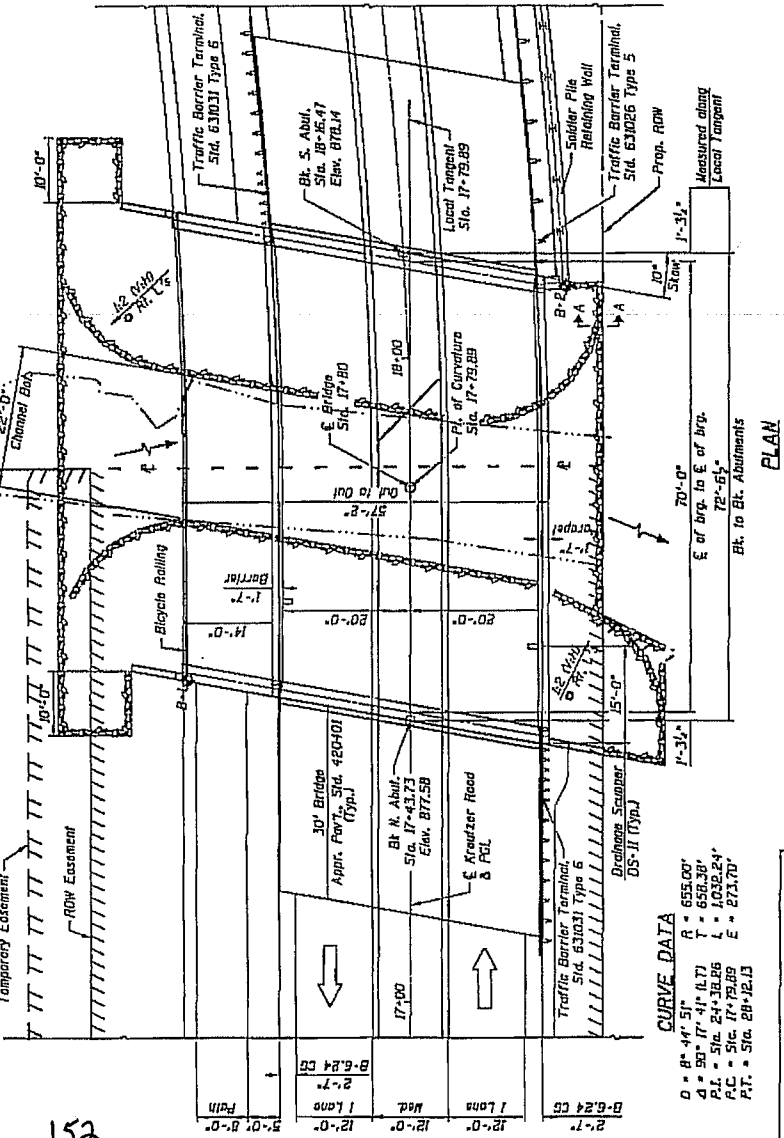 22'-0"
Channel Bot.
10'-0"
10'-0"
Temporary Easement
ROW Easement
1:2 (V:H)
Traffic Barrier Terminal,
Std. 631031 Type 6
Bk. S. Abut.
Sta. 18+16.47
Elev. 878.14
Local Tangent
Sta. 17+79.89
Traffic Barrier Terminal,
Std. 631026 Type 5
Soldier Pile
Retaining Wall
Prop. ROW
Measured along
Local Tangent
℄ Bridge
Sta. 17+80
Pt. of Curvature
Sta. 17+79.89
18+00
57'-2"
Out to Out
Bicycle Railing
1'-7"
Barrier
14'-0"
20'-0"
20'-0"
1'-7"
Parapet
B-1
B-2
A
A
10°
Skew
30' Bridge
Appr. Pav't., Std. 420401
(Typ.)
Bk N. Abut.
Sta. 17+43.73
Elev. 877.58
℄ Kreutzer Road
& PGL
17+00
Traffic Barrier Terminal,
Std. 631031 Type 6
1:2 (V:H)
15'-0"
Drainage Scupper
DS-11 (Typ.)
1'-3½"
70'-0"
℄ of brg. to ℄ of brg.
72'-6½"
Bk. to Bk. Abutments
1'-3½"
PLAN
8'-0"
Path
5'-0"
2'-7"
B-6.24 CG
12'-0"
1 Lane
12'-0"
Med.
12'-0"
1 Lane
2'-7"
B-6.24 CG
CURVE DATA
D = 8° 44' 51" R = 655.00'
Δ = 90° 17' 41" (LT) T = 658.38'
P.I. = Sta. 24+38.26 L = 1,032.24'
P.C. = Sta. 17+79.89 E = 273.70'
P.T. = Sta. 28+12.13
152